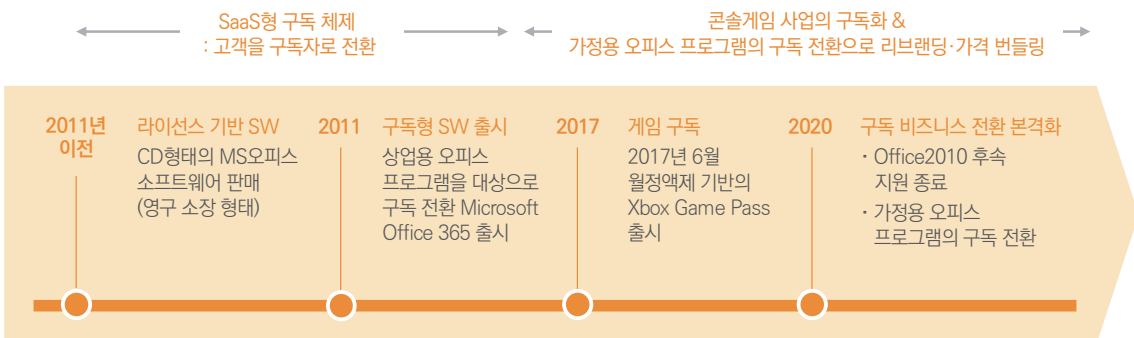 SaaS형 구독 체제
: 고객을 구독자로 전환
콘솔게임 사업의 구독화 &
가정용 오피스 프로그램의 구독 전환으로 리브랜딩·가격 번들링
2011년
이전
라이선스 기반 SW
CD형태의 MS오피스
소프트웨어 판매
(영구 소장 형태)
2011
구독형 SW 출시
상업용 오피스
프로그램을 대상으로
구독 전환 Microsoft
Office 365 출시
2017
게임 구독
2017년 6월
월정액제 기반의
Xbox Game Pass
출시
2020
구독 비즈니스 전환 본격화
· Office2010 후속
지원 종료
· 가정용 오피스
프로그램의 구독 전환